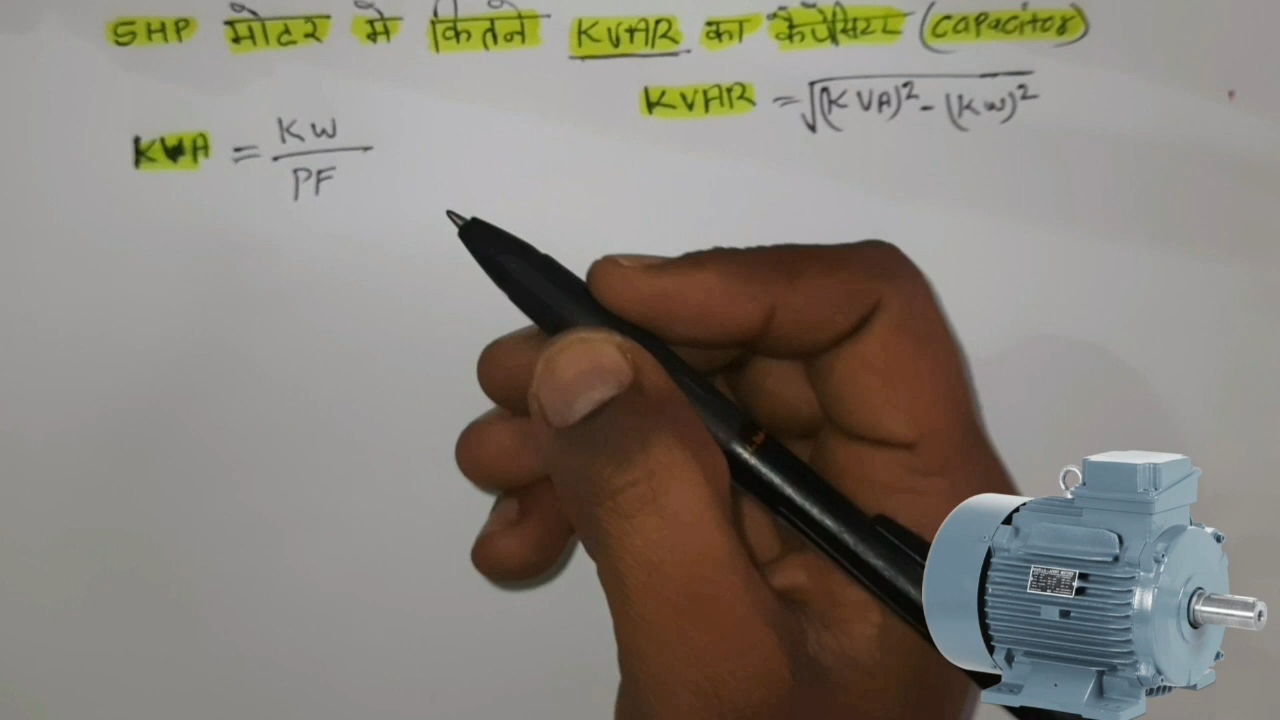 5HP मोटर मे कितने KVAR का कैपेसिटर (capacitor)
KVAR = √(KVA)² - (KW)²
KVA = KW
PF